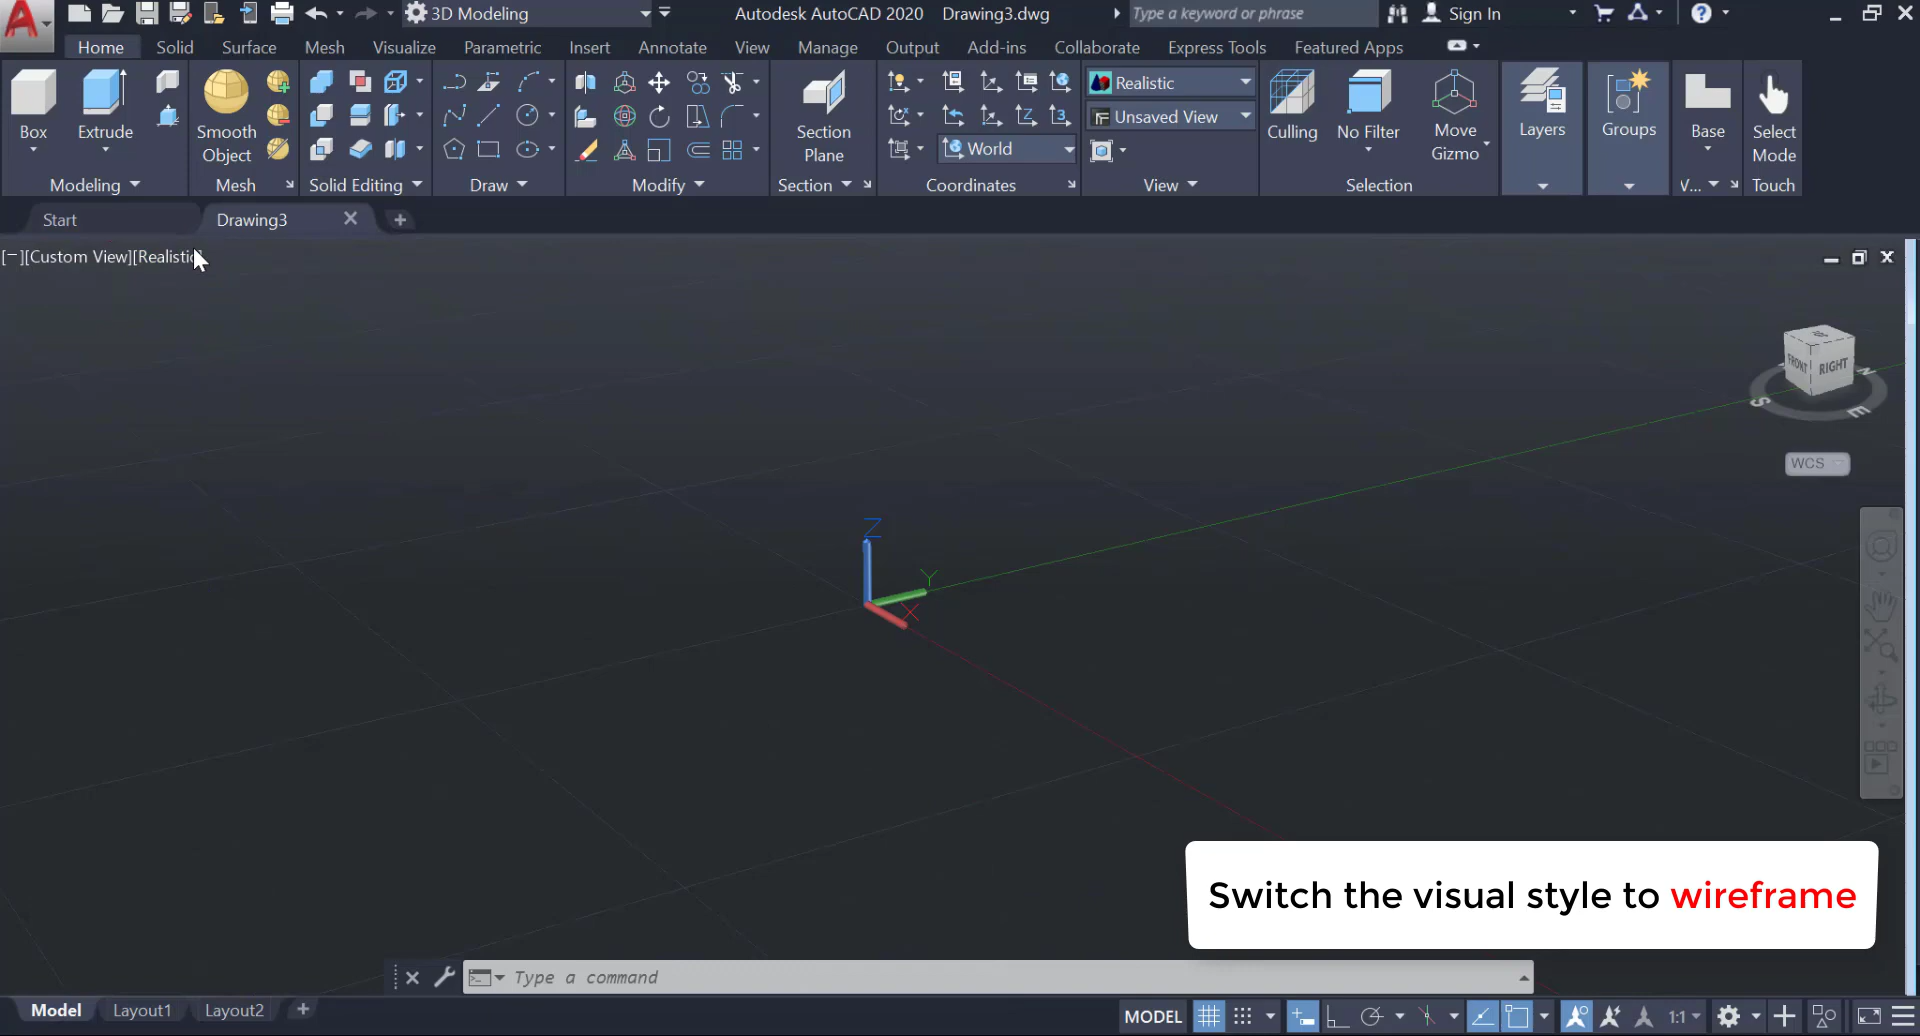 3D Modeling
Autodesk AutoCAD 2020 Drawing3.dwg
Type a keyword or phrase
Sign In
Home Solid Surface Mesh Visualize Parametric Insert Annotate View Manage Output Add-ins Collaborate Express Tools Featured Apps
Box
Extrude
Modeling
Smooth
Object
Mesh
Solid Editing
Draw
Modify
Section
Plane
Section
World
Coordinates
Realistic
Unsaved View
View
Culling
No Filter
Move
Gizmo
Selection
Layers
Groups
Base
V...
Select
Mode
Touch
Start
Drawing3
[−][Custom View][Realistic]
FRONT
RIGHT
S
E
N
WCS
Z
Y
X
Switch the visual style to wireframe
Type a command
Model Layout1 Layout2
MODEL
1:1